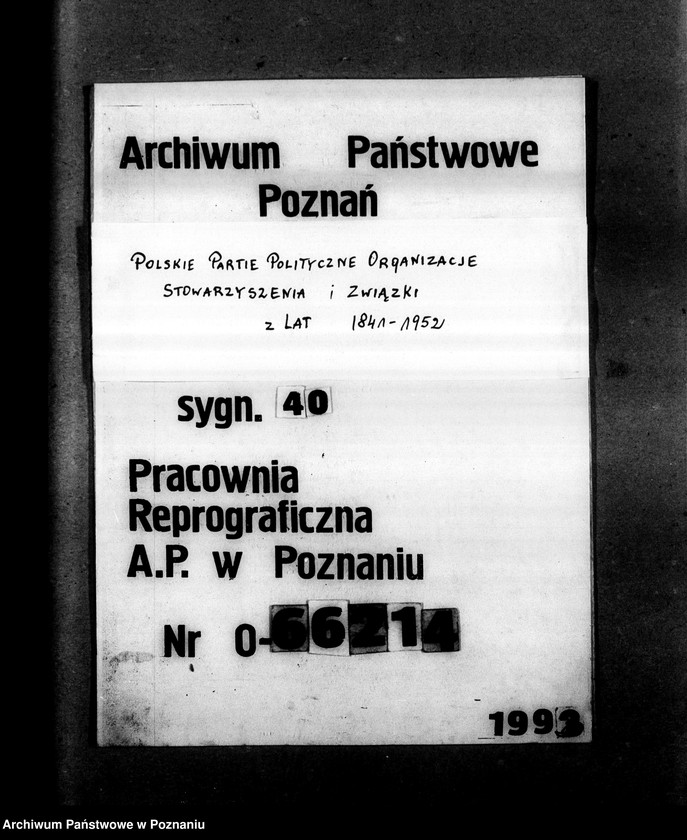 Archiwum Państwowe
Poznań
POLSKIE PARTIE POLITYCZNE ORGANIZACJE
STOWARZYSZENIA i ZWIĄZKI
z LAT 1841-1952
sygn. 40
Pracownia
Reprograficzna
A.P. w Poznaniu
Nr O-66214
1993
Archiwum Państwowe w Poznaniu